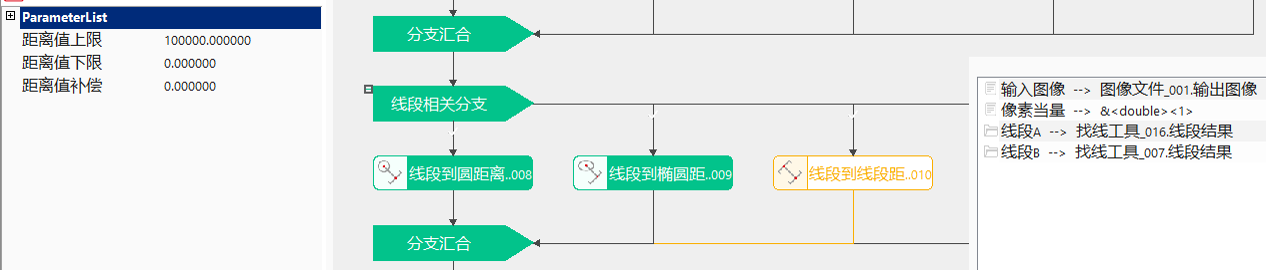 ParameterList
距离值上限 100000.000000
距离值下限 0.000000
距离值补偿 0.000000
分支汇合
线段相关分支
线段到圆距离..008
线段到椭圆距..009
线段到线段距..010
分支汇合
输入图像 --> 图像文件_001.输出图像
像素当量 --> &<double><1>
线段A --> 找线工具_016.线段结果
线段B --> 找线工具_007.线段结果